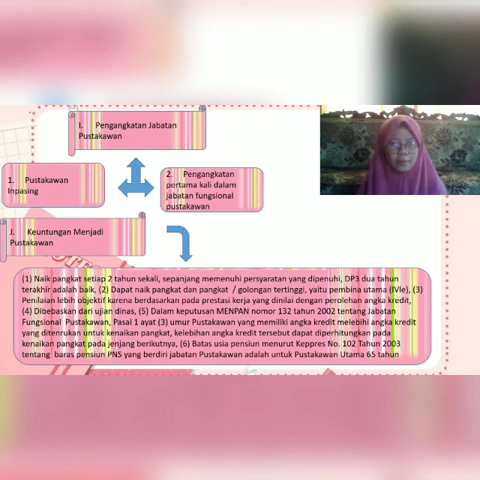 I. Pengangkatan Jabatan
Pustakawan
1. Pustakawan
Inpasing
2. Pengangkatan
pertama kali dalam
jabatan fungsional
pustakawan
J. Keuntungan Menjadi
Pustakawan
(1) Naik pangkat setiap 2 tahun sekali, sepanjang memenuhi persyaratan yang dipenuhi, DP3 dua tahun
terakhir adalah baik, (2) Dapat naik pangkat dan pangkat / golongan tertinggi, yaitu pembina utama (IVIe), (3)
Penilaian lebih objektif karena berdasarkan pada prestasi kerja yang dinilai dengan perolehan angka kredit,
(4) Dibebaskan dari ujian dinas, (5) Dalam keputusan MENPAN nomor 132 tahun 2002 tentang Jabatan
Fungsional Pustakawan, Pasal 1 ayat (3) umur Pustakawan yang memiliki angka kredit melebihi angka kredit
yang ditenrukan untuk kenaikan pangkat, kelebihan angka kredit tersebut dapat diperhitungkan pada
kenaikan pangkat pada jenjang berikutnya, (6) Batas usia pensiun menurut Keppres No. 102 Tahun 2003
tentang baras pensiun PNS yang berdiri jabatan Pustakawan adalah untuk Pustakawan Utama 65 tahun